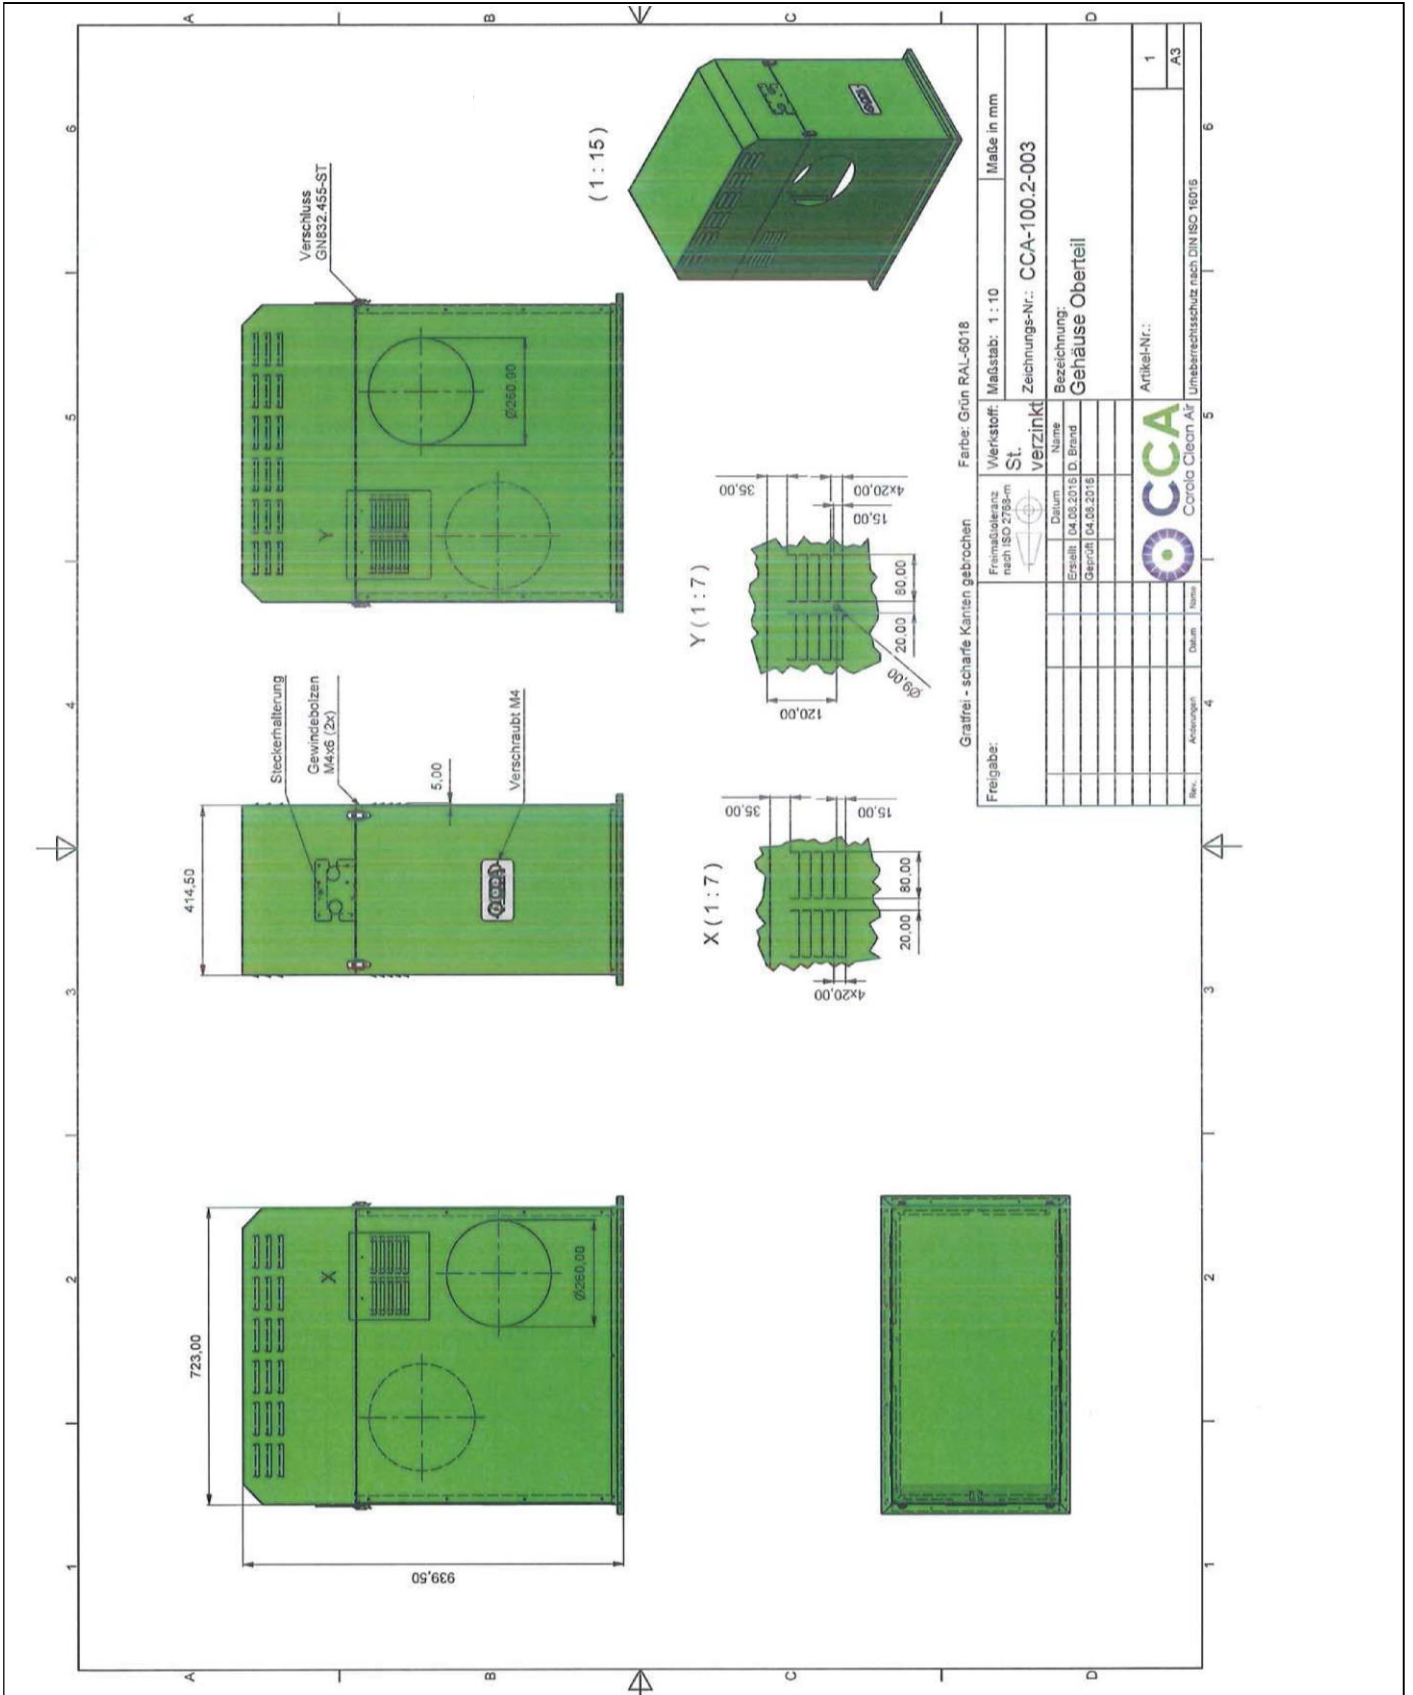 1
2
3
4
5
6
A
A
B
B
C
C
D
D
723,00
939,50
X
Ø260,00
414,50
Steckerhalterung
Gewindebolzen
M4x6 (2x)
5,00
Verschraubt M4
Verschluss
GN832.455-ST
Y
Ø260,00
( 1 : 15 )
X ( 1 : 7 )
35,00
15,00
80,00
20,00
4x20,00
Y ( 1 : 7 )
35,00
4x20,00
15,00
80,00
20,00
Ø9,00
120,00
Gratfrei - scharfe Kanten gebrochen
Farbe: Grün RAL-6018
Freigabe:
Freimaßtoleranz
nach ISO 2768-m
Werkstoff:
St.
verzinkt
Maßstab: 1 : 10
Maße in mm
Zeichnungs-Nr.: CCA-100.2-003
Datum
Name
Erstellt
04.08.2016
D. Brand
Geprüft
04.08.2016
Bezeichnung:
Gehäuse Oberteil
CCA
Carola Clean Air
Artikel-Nr.:
1
A3
Rev.
Änderungen
Datum
Name
Urheberrechtsschutz nach DIN ISO 16016
1
2
3
4
5
6